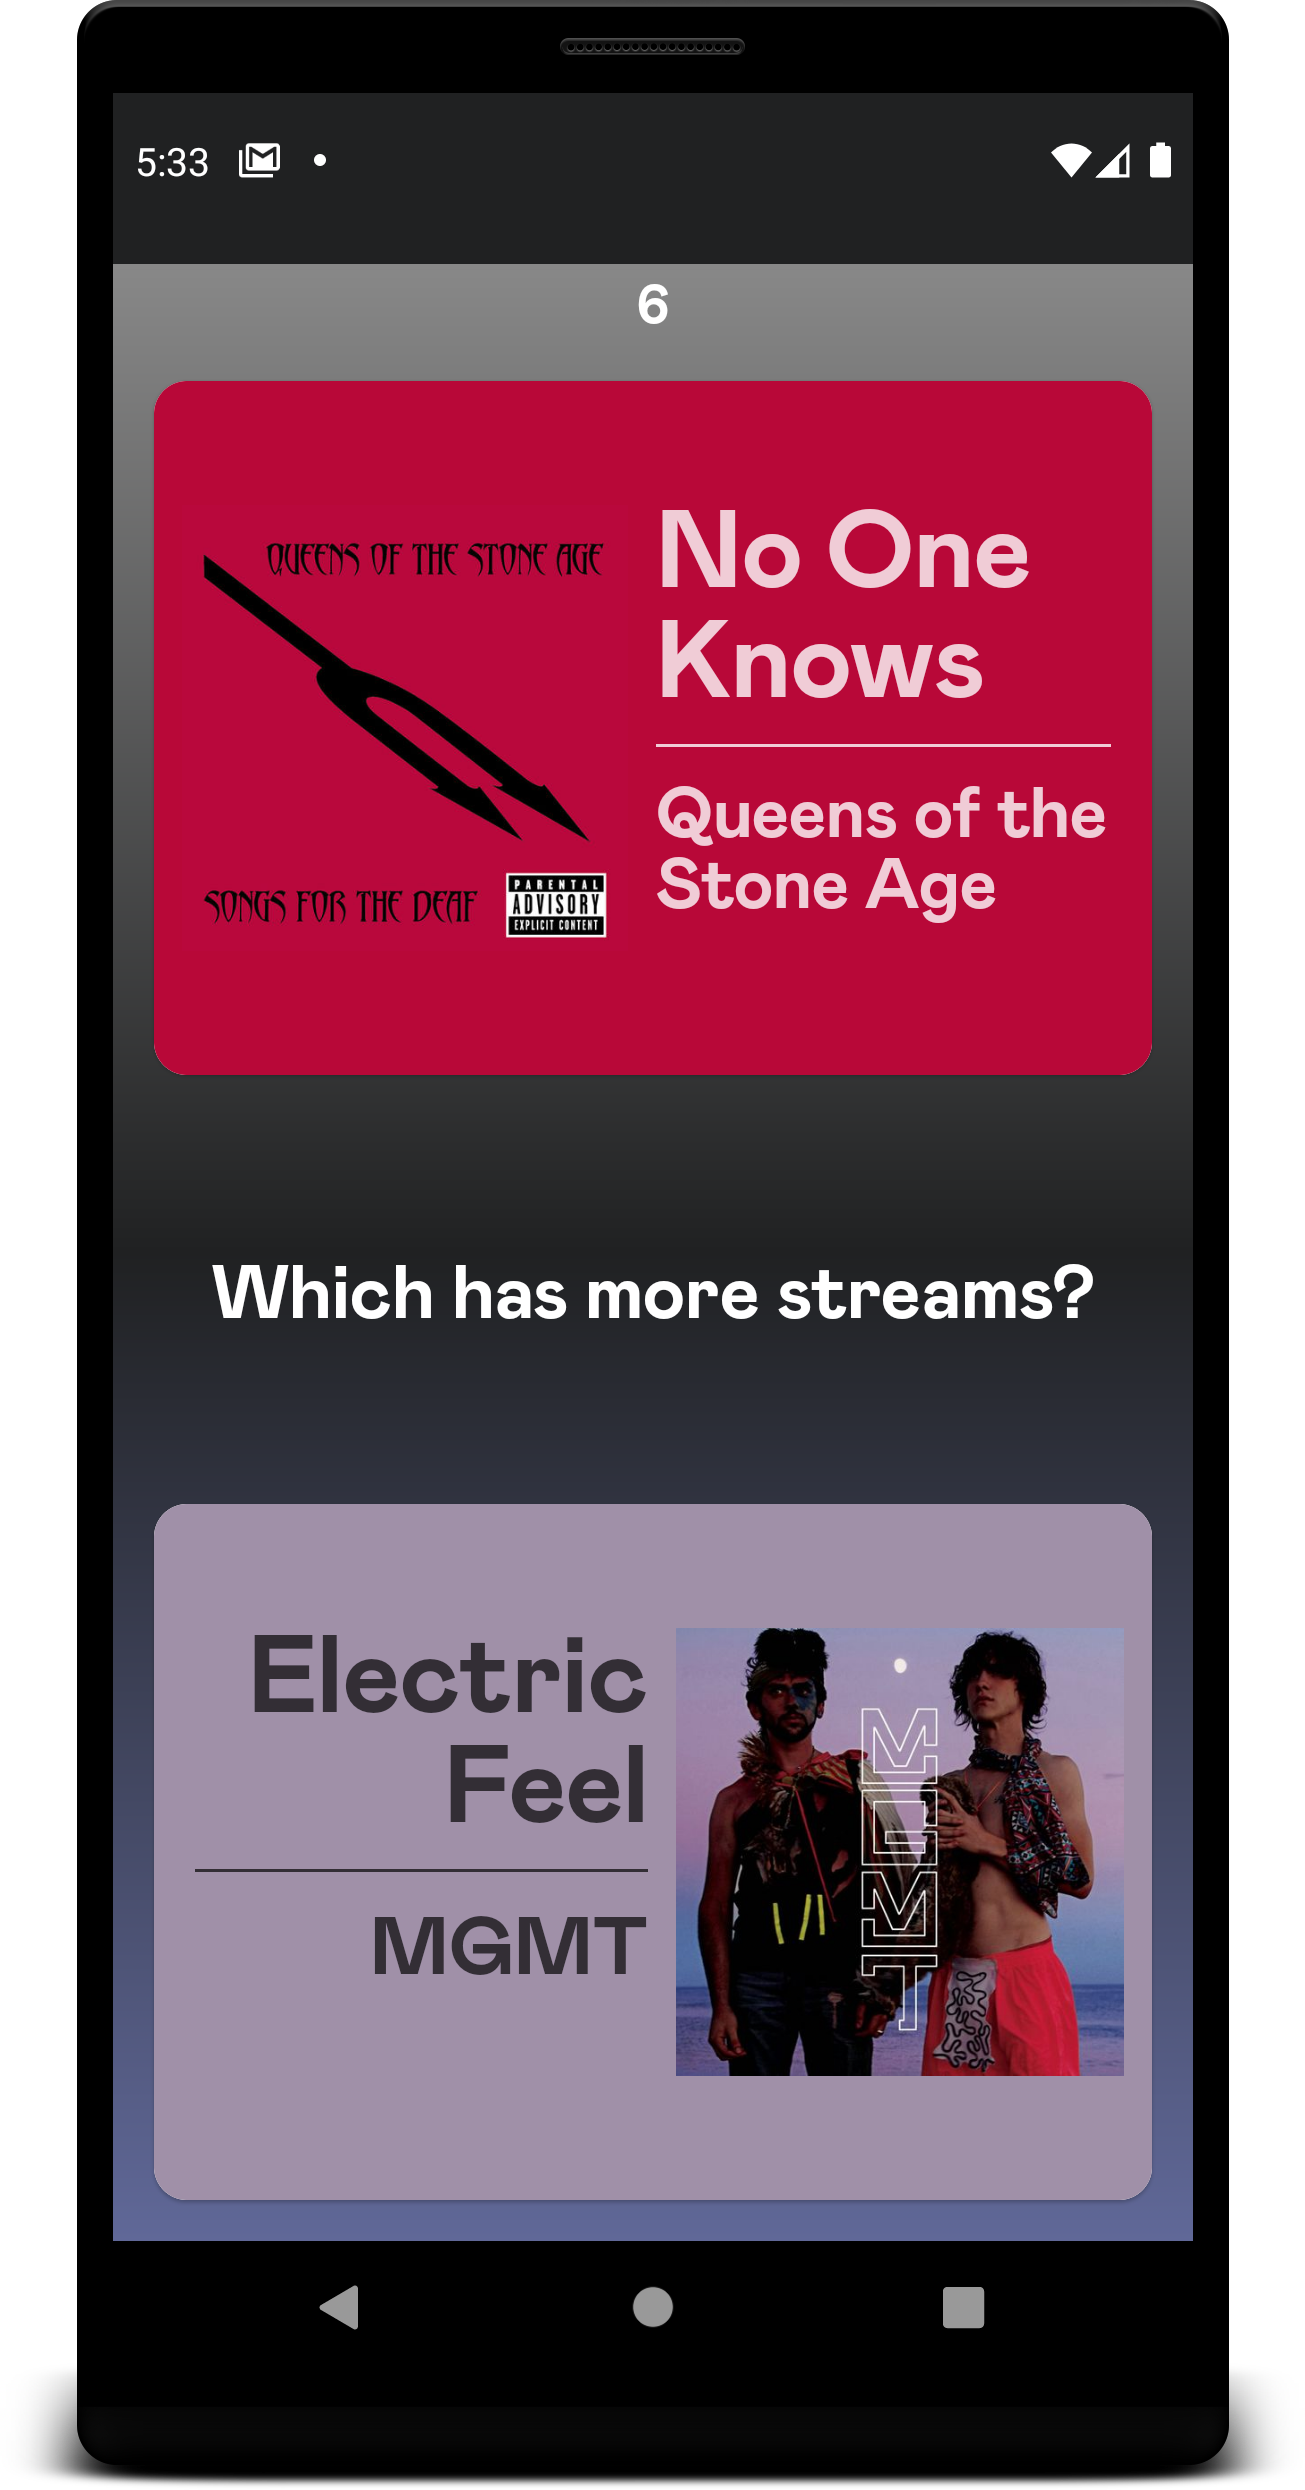 5:33
6
QUEENS OF THE STONE AGE
SONGS FOR THE DEAF
PARENTAL
ADVISORY
EXPLICIT CONTENT
No One
Knows
Queens of the
Stone Age
Which has more streams?
Electric
Feel
MGMT
MGMT